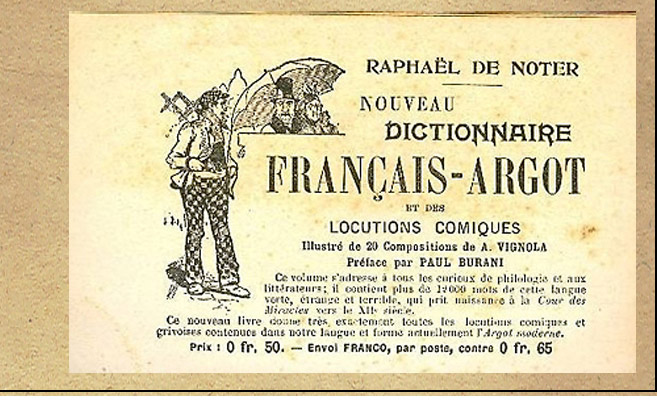 RAPHAËL DE NOTER
NOUVEAU
DICTIONNAIRE
FRANÇAIS-ARGOT
ET DES
LOCUTIONS COMIQUES
Illustré de 20 Compositions de A. VIGNOLA
Préface par PAUL BURANI
Ce volume s'adresse à tous les curieux de philologie et aux
littérateurs; il contient plus de 12000 mots de cette langue
verte, étrange et terrible, qui prit naissance à la Cour des
Miracles vers le XIIe siècle.
Ce nouveau livre donne très exactement toutes les locutions comiques et
grivoises contenues dans notre langue et forme actuellement l'Argot moderne.
Prix : 0 fr. 50. — Envoi FRANCO, par poste, contre 0 fr. 65